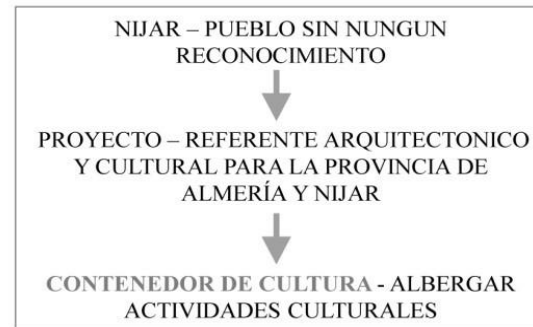 NIJAR – PUEBLO SIN NUNGUN
RECONOCIMIENTO
PROYECTO – REFERENTE ARQUITECTONICO
Y CULTURAL PARA LA PROVINCIA DE
ALMERÍA Y NIJAR
CONTENEDOR DE CULTURA - ALBERGAR
ACTIVIDADES CULTURALES